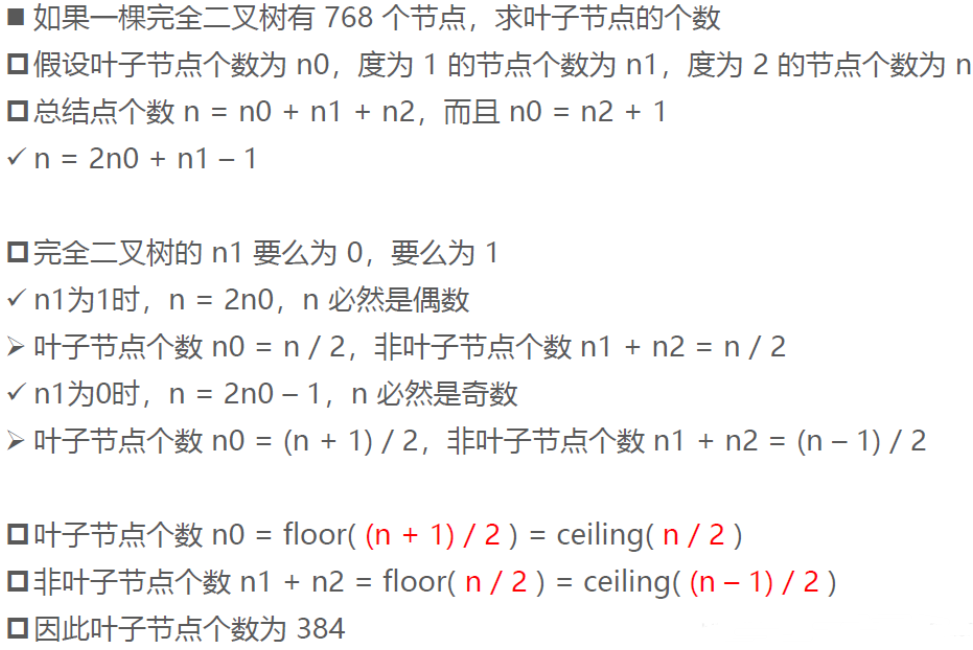 ■ 如果一棵完全二叉树有 768 个节点，求叶子节点的个数
◘ 假设叶子节点个数为 n0，度为 1 的节点个数为 n1，度为 2 的节点个数为 n
◘ 总结点个数 n = n0 + n1 + n2，而且 n0 = n2 + 1
✓ n = 2n0 + n1 – 1
◘ 完全二叉树的 n1 要么为 0，要么为 1
✓ n1为1时，n = 2n0，n 必然是偶数
➢ 叶子节点个数 n0 = n / 2，非叶子节点个数 n1 + n2 = n / 2
✓ n1为0时，n = 2n0 – 1，n 必然是奇数
➢ 叶子节点个数 n0 = (n + 1) / 2，非叶子节点个数 n1 + n2 = (n – 1) / 2
◘ 叶子节点个数 n0 = floor( (n + 1) / 2 ) = ceiling( n / 2 )
◘ 非叶子节点个数 n1 + n2 = floor( n / 2 ) = ceiling( (n – 1) / 2 )
◘ 因此叶子节点个数为 384